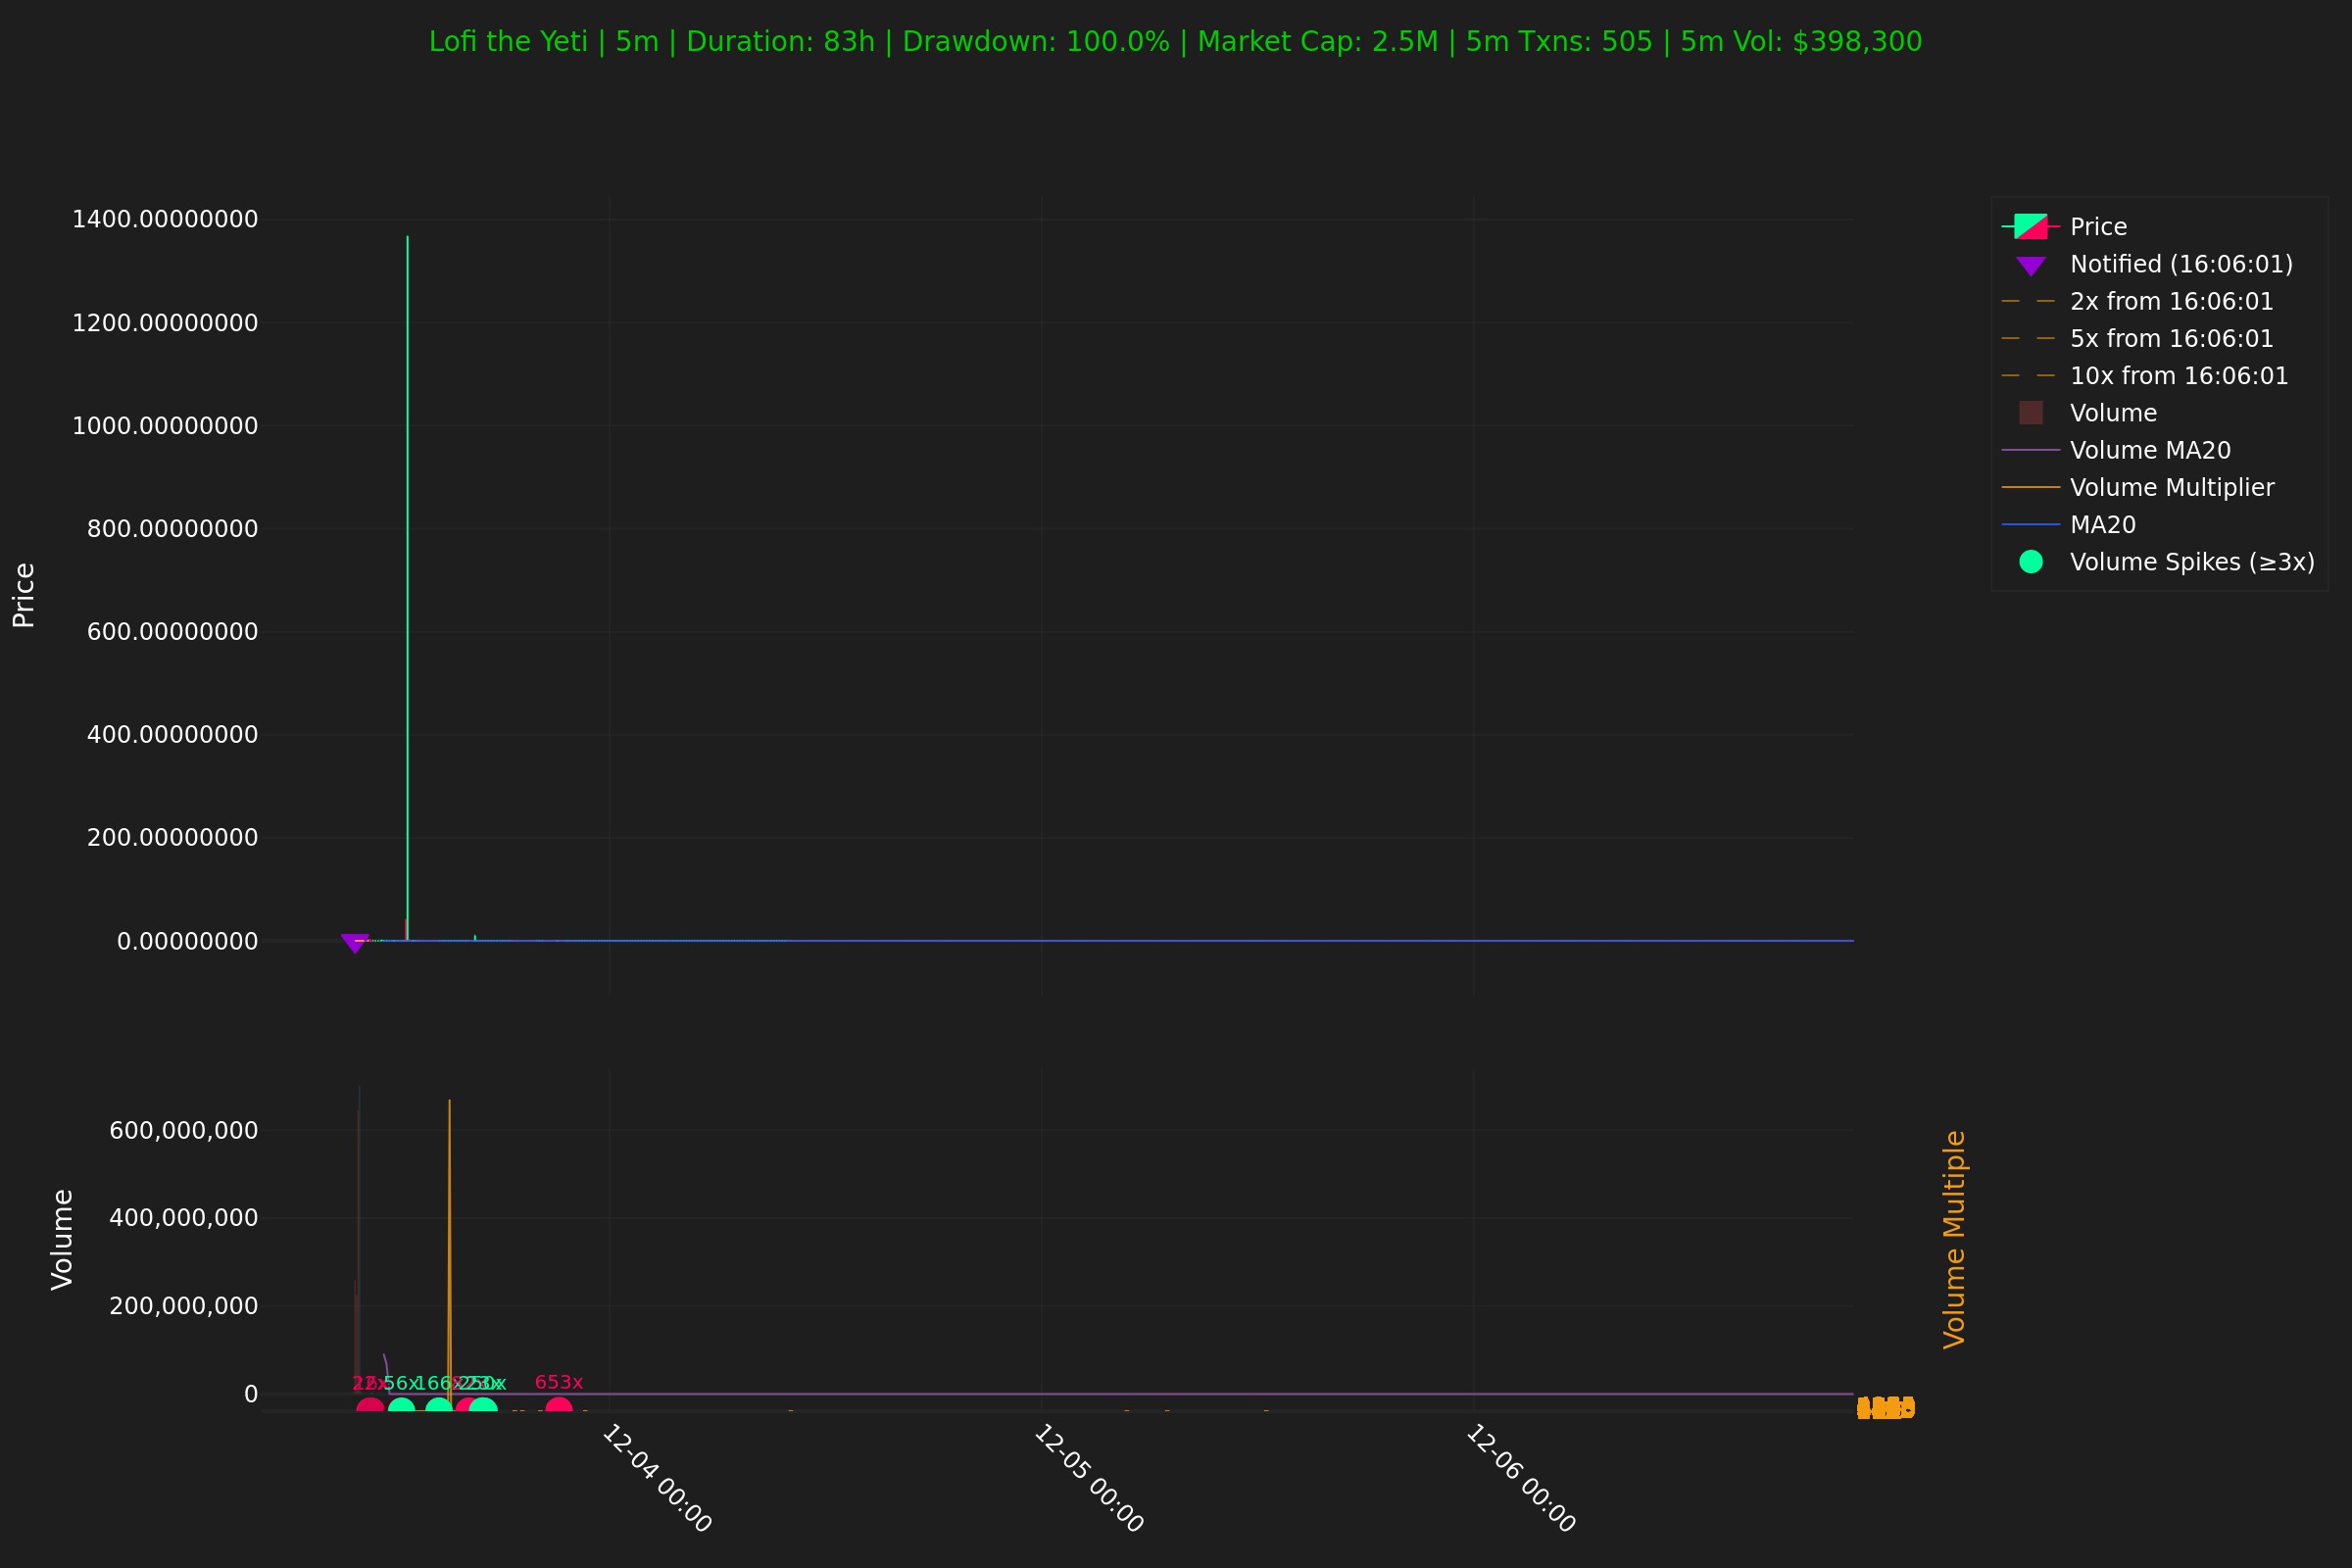 Lofi the Yeti | 5m | Duration: 83h | Drawdown: 100.0% | Market Cap: 2.5M | 5m Txns: 505 | 5m Vol: $398,300
1400.00000000
1200.00000000
1000.00000000
800.00000000
600.00000000
400.00000000
200.00000000
0.00000000
Price
Price
Notified (16:06:01)
2x from 16:06:01
5x from 16:06:01
10x from 16:06:01
Volume
Volume MA20
Volume Multiplier
MA20
Volume Spikes (≥3x)
600,000,000
400,000,000
200,000,000
0
Volume
56x
166x
653x
Volume Multiple
12-04 00:00
12-05 00:00
12-06 00:00